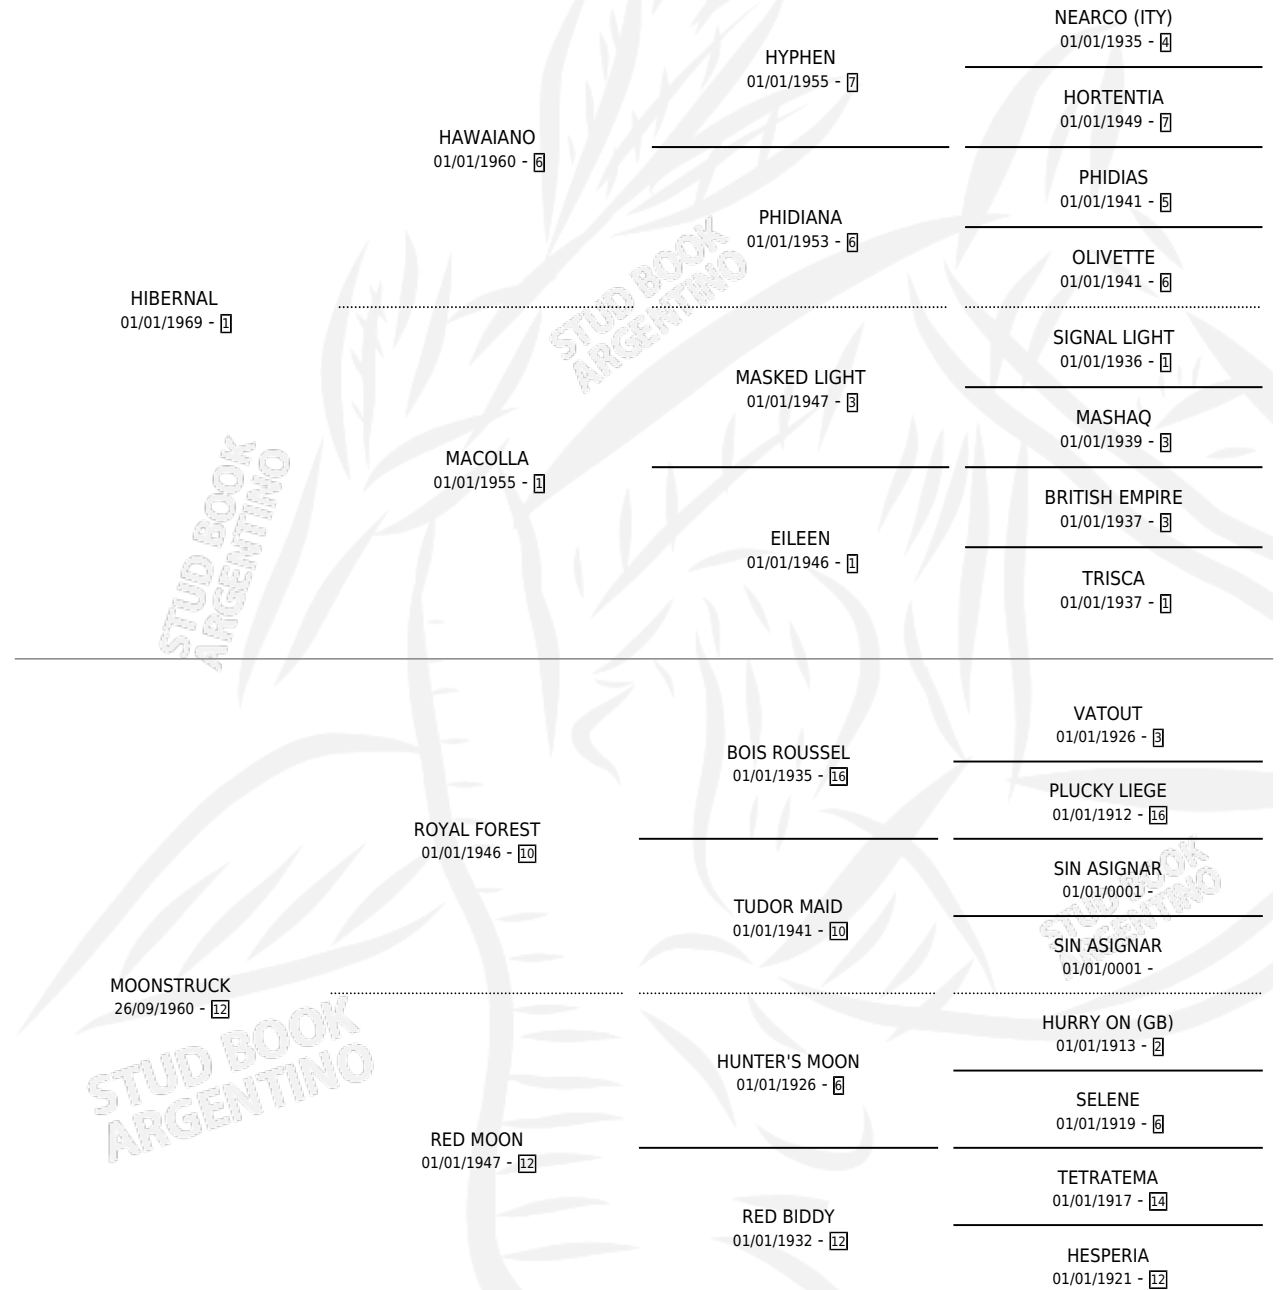 NEARCO (ITY)
01/01/1935 - 4
HYPHEN
01/01/1955 - 7
HORTENTIA
01/01/1949 - 7
HAWAIANO
01/01/1960 - 6
PHIDIAS
01/01/1941 - 5
PHIDIANA
01/01/1953 - 6
OLIVETTE
01/01/1941 - 6
HIBERNAL
01/01/1969 - 1
SIGNAL LIGHT
01/01/1936 - 1
MASKED LIGHT
01/01/1947 - 3
MASHAQ
01/01/1939 - 3
MACOLLA
01/01/1955 - 1
BRITISH EMPIRE
01/01/1937 - 3
EILEEN
01/01/1946 - 1
TRISCA
01/01/1937 - 1
VATOUT
01/01/1926 - 3
BOIS ROUSSEL
01/01/1935 - 16
PLUCKY LIEGE
01/01/1912 - 16
ROYAL FOREST
01/01/1946 - 10
SIN ASIGNAR
01/01/0001 -
TUDOR MAID
01/01/1941 - 10
SIN ASIGNAR
01/01/0001 -
MOONSTRUCK
26/09/1960 - 12
HURRY ON (GB)
01/01/1913 - 2
HUNTER'S MOON
01/01/1926 - 6
SELENE
01/01/1919 - 6
RED MOON
01/01/1947 - 12
TETRATEMA
01/01/1917 - 14
RED BIDDY
01/01/1932 - 12
HESPERIA
01/01/1921 - 12
STUD BOOK
ARGENTINO
STUD BOOK
ARGENTINO
STUD BOOK
ARGENTINO
STUD BOOK
ARGENTINO